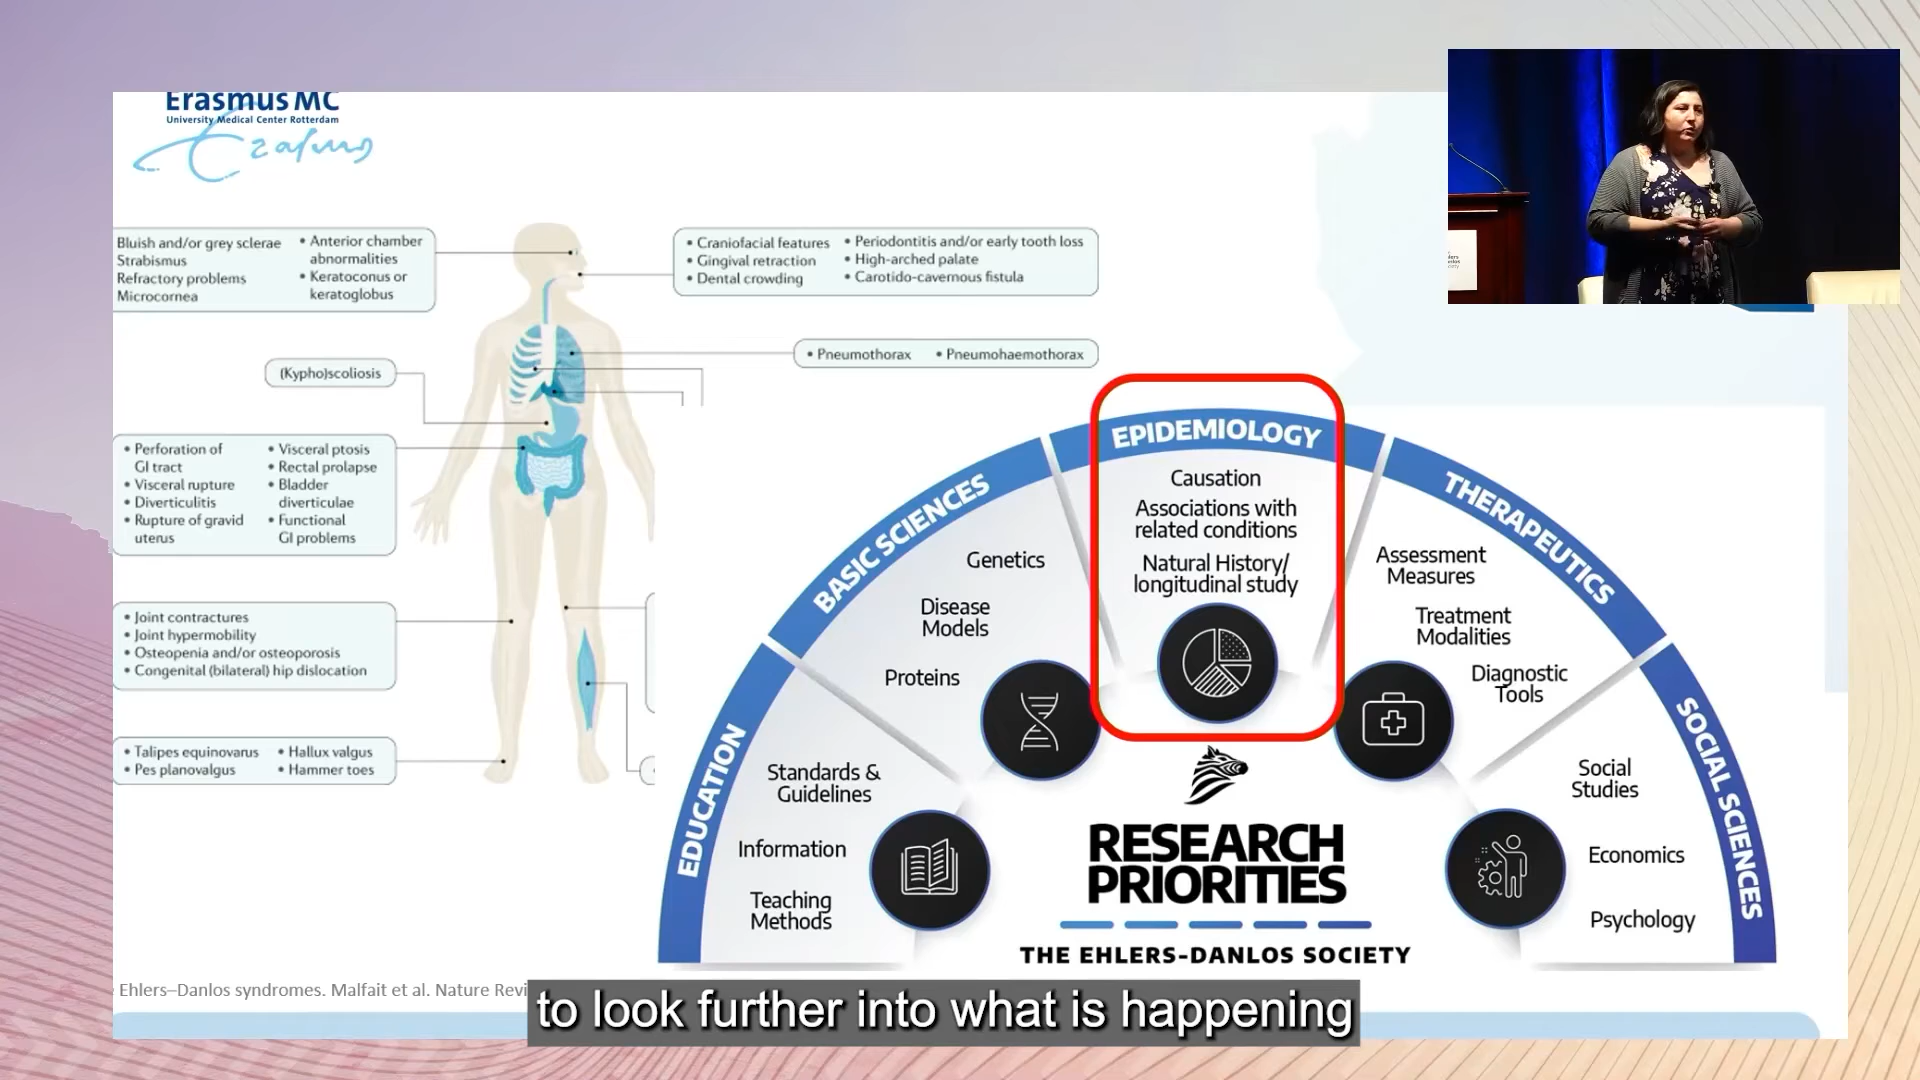 Erasmus MC
University Medical Center Rotterdam
Erasmus
Bluish and/or grey sclerae
Strabismus
Refractory problems
Microcornea
• Anterior chamber
abnormalities
• Keratoconus or
keratoglobus
• Craniofacial features
• Gingival retraction
• Dental crowding
• Periodontitis and/or early tooth loss
• High-arched palate
• Carotido-cavernous fistula
• Pneumothorax
• Pneumohaemothorax
(Kypho)scoliosis
• Perforation of
GI tract
• Visceral rupture
• Diverticulitis
• Rupture of gravid
uterus
• Visceral ptosis
• Rectal prolapse
• Bladder
diverticulae
• Functional
GI problems
• Joint contractures
• Joint hypermobility
• Osteopenia and/or osteoporosis
• Congenital (bilateral) hip dislocation
• Talipes equinovarus
• Pes planovalgus
• Hallux valgus
• Hammer toes
EDUCATION
Standards &
Guidelines
Information
Teaching
Methods
BASIC SCIENCES
Genetics
Disease
Models
Proteins
EPIDEMIOLOGY
Causation
Associations with
related conditions
Natural History/
longitudinal study
THERAPEUTICS
Assessment
Measures
Treatment
Modalities
Diagnostic
Tools
SOCIAL SCIENCES
Social
Studies
Economics
Psychology
RESEARCH
PRIORITIES
THE EHLERS-DANLOS SOCIETY
Ehlers–Danlos syndromes. Malfait et al. Nature Revi
to look further into what is happening